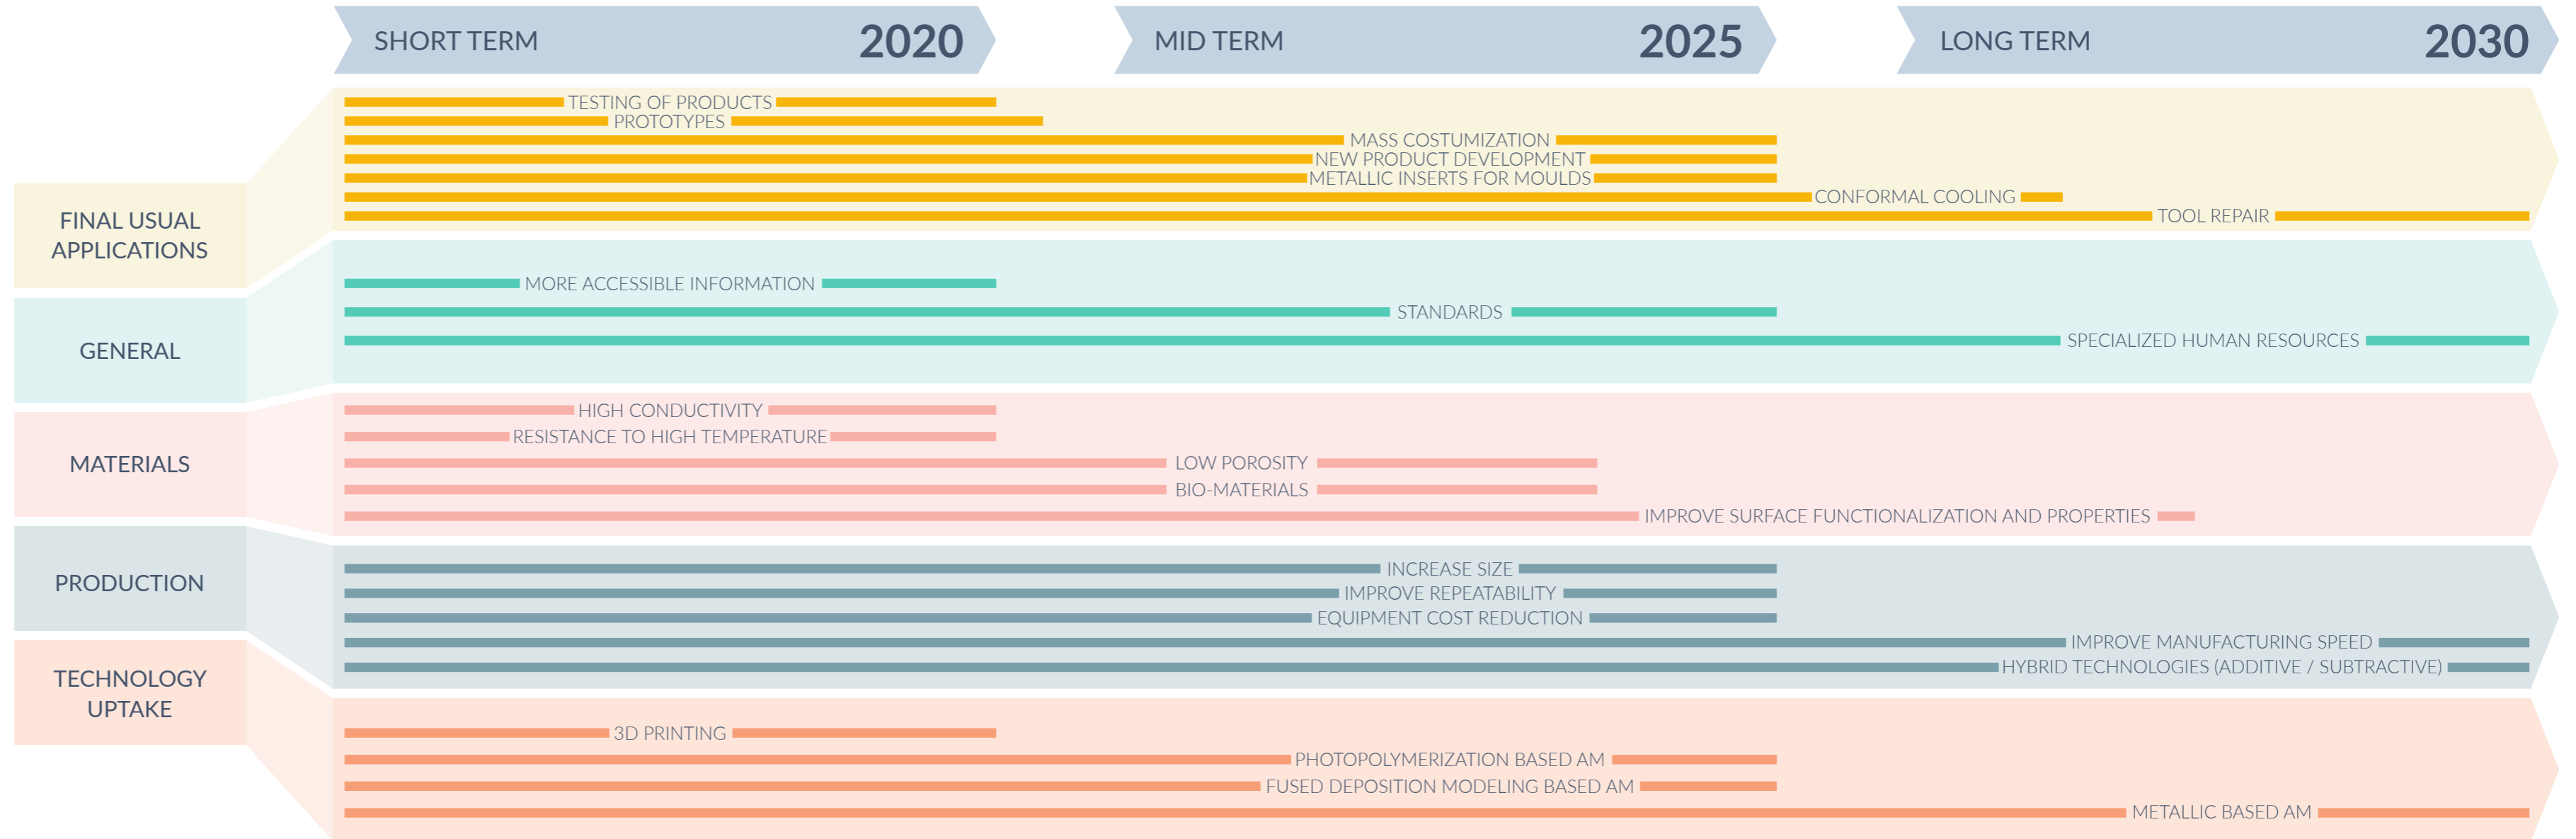 SHORT TERM 2020 MID TERM 2025 LONG TERM 2030
FINAL USUAL
APPLICATIONS
TESTING OF PRODUCTS
PROTOTYPES
MASS COSTUMIZATION
NEW PRODUCT DEVELOPMENT
METALLIC INSERTS FOR MOULDS
CONFORMAL COOLING
TOOL REPAIR
GENERAL
MORE ACCESSIBLE INFORMATION
STANDARDS
SPECIALIZED HUMAN RESOURCES
MATERIALS
HIGH CONDUCTIVITY
RESISTANCE TO HIGH TEMPERATURE
LOW POROSITY
BIO-MATERIALS
IMPROVE SURFACE FUNCTIONALIZATION AND PROPERTIES
PRODUCTION
INCREASE SIZE
IMPROVE REPEATABILITY
EQUIPMENT COST REDUCTION
IMPROVE MANUFACTURING SPEED
HYBRID TECHNOLOGIES (ADDITIVE / SUBTRACTIVE)
TECHNOLOGY
UPTAKE
3D PRINTING
PHOTOPOLYMERIZATION BASED AM
FUSED DEPOSITION MODELING BASED AM
METALLIC BASED AM